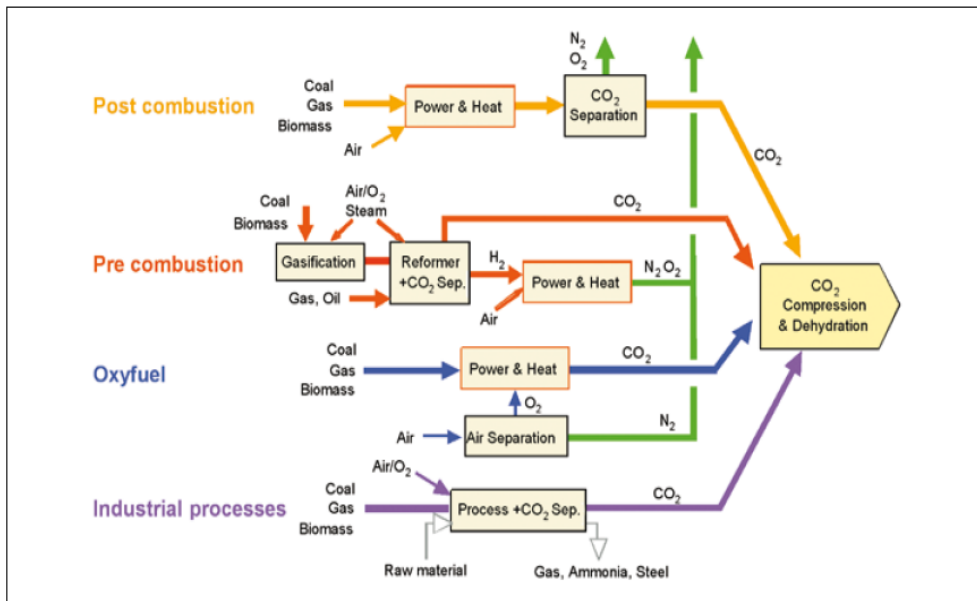 N₂
O₂
Coal
Gas
Biomass
Post combustion
Power & Heat
CO₂
Separation
Air
CO₂
Coal
Biomass
Air/O₂
Steam
CO₂
Pre combustion
Gasification
Reformer
+CO₂ Sep.
H₂
Power & Heat
N₂ O₂
Gas, Oil
Air
CO₂
Compression
& Dehydration
Coal
Gas
Biomass
Oxyfuel
Power & Heat
CO₂
O₂
Air
Air Separation
N₂
Air/O₂
Coal
Gas
Biomass
Industrial processes
Process +CO₂ Sep.
CO₂
Raw material
Gas, Ammonia, Steel